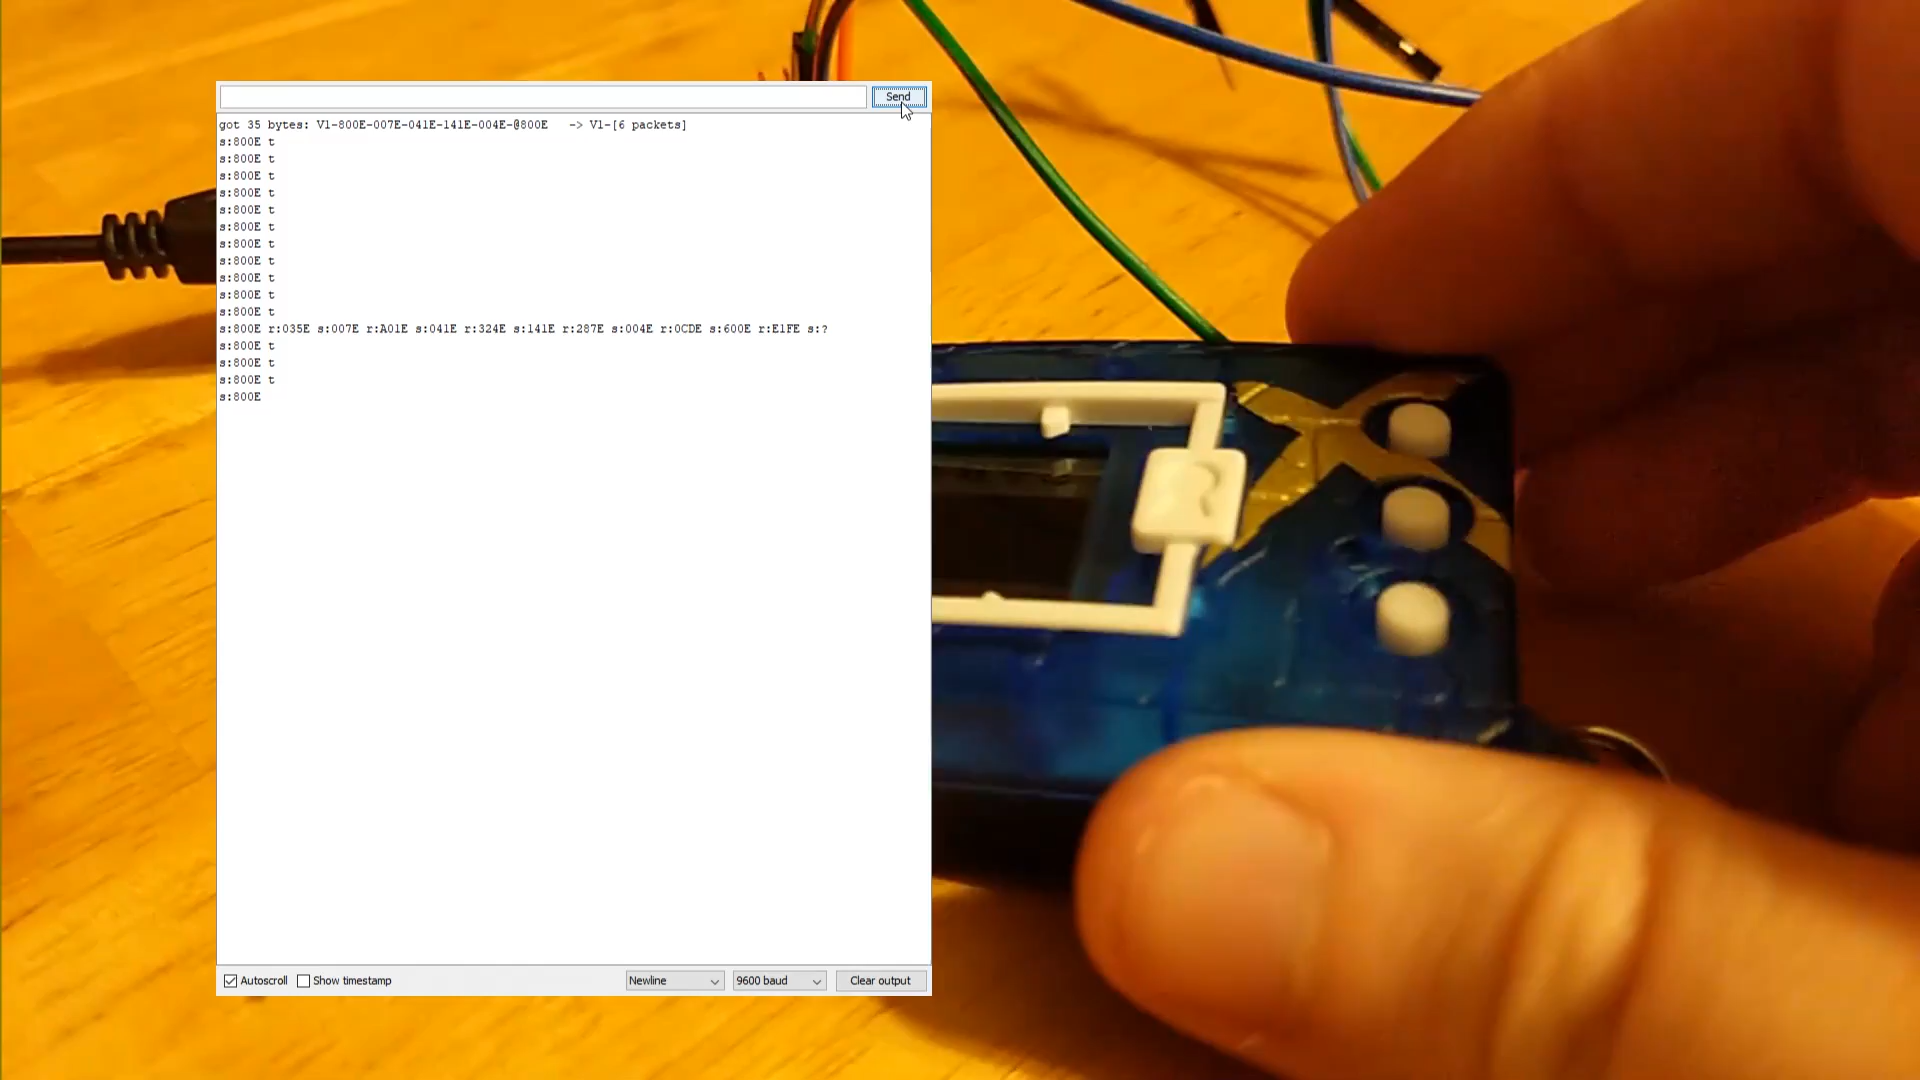 Send
got 35 bytes: V1-800E-007E-041E-141E-004E-@800E -> V1-[6 packets]
s:800E t
s:800E t
s:800E t
s:800E t
s:800E t
s:800E t
s:800E t
s:800E t
s:800E t
s:800E t
s:800E t
s:800E r:035E s:007E r:A01E s:041E r:324E s:141E r:287E s:004E r:0CDE s:600E r:E1FE s:?
s:800E t
s:800E t
s:800E t
s:800E
Autoscroll Show timestamp Newline 9600 baud Clear output